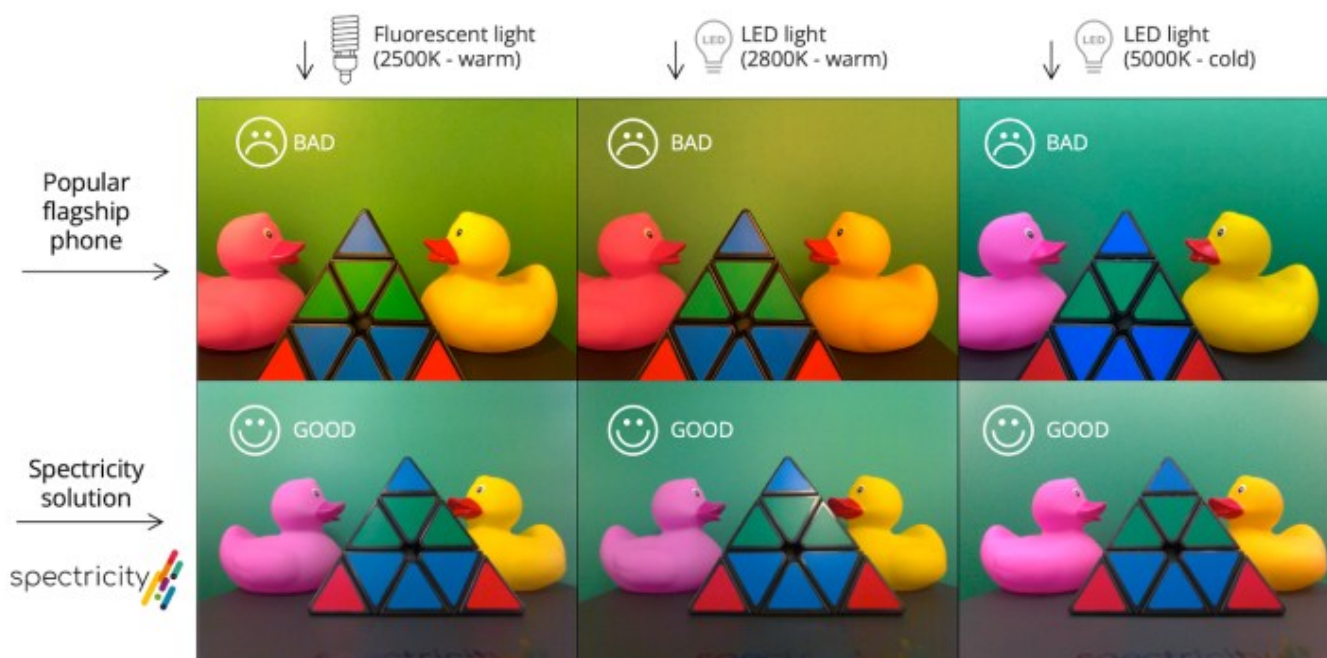 Fluorescent light
(2500K - warm)
LED
LED light
(2800K - warm)
LED
LED light
(5000K - cold)
Popular
flagship
phone
BAD
BAD
BAD
Spectricity
solution
spectricity
GOOD
GOOD
GOOD